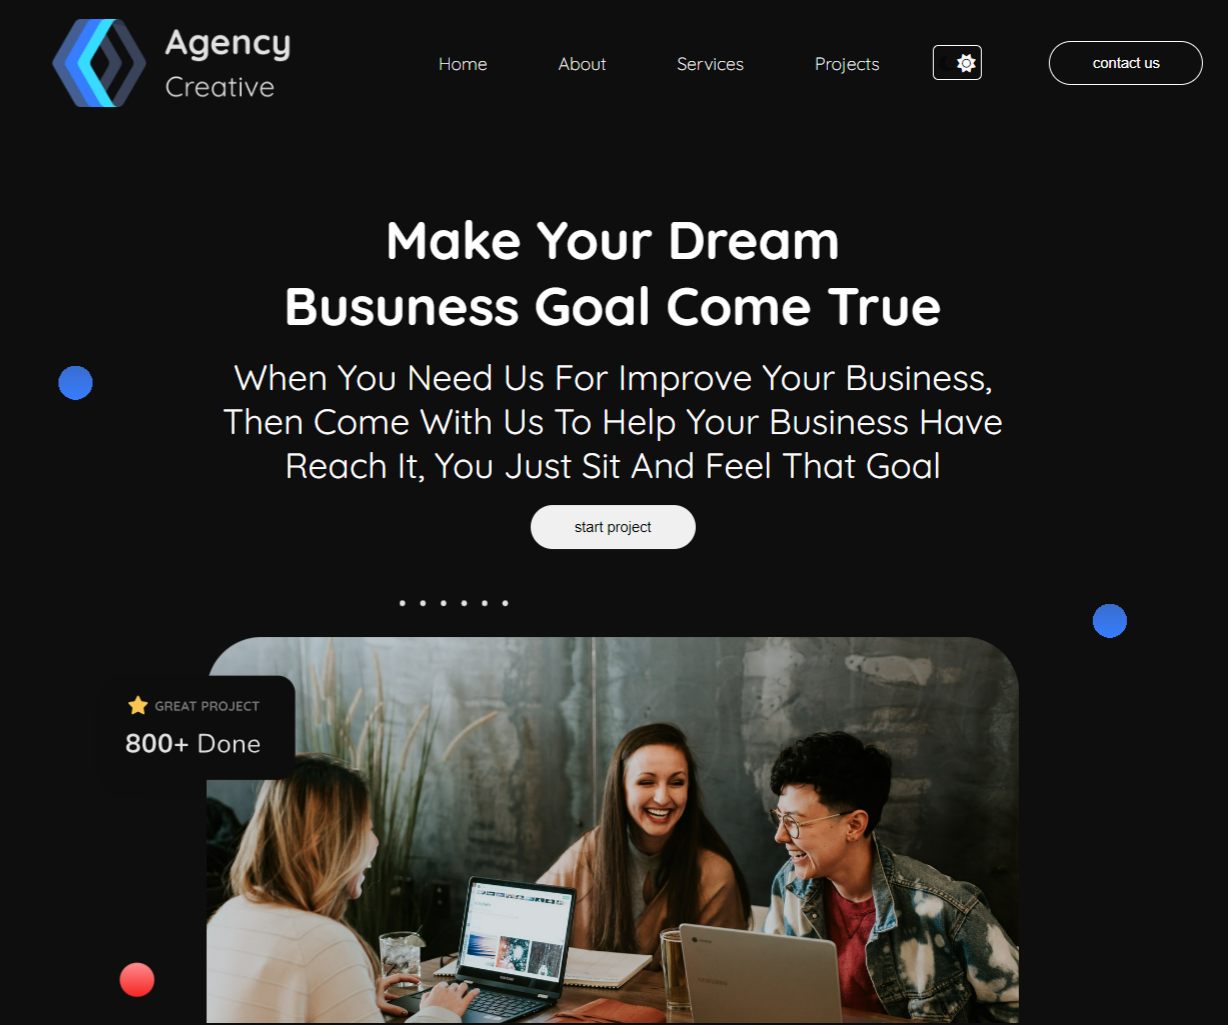 Agency
Creative
Home
About
Services
Projects
contact us
Make Your Dream
Busuness Goal Come True
When You Need Us For Improve Your Business,
Then Come With Us To Help Your Business Have
Reach It, You Just Sit And Feel That Goal
start project
GREAT PROJECT
800+ Done